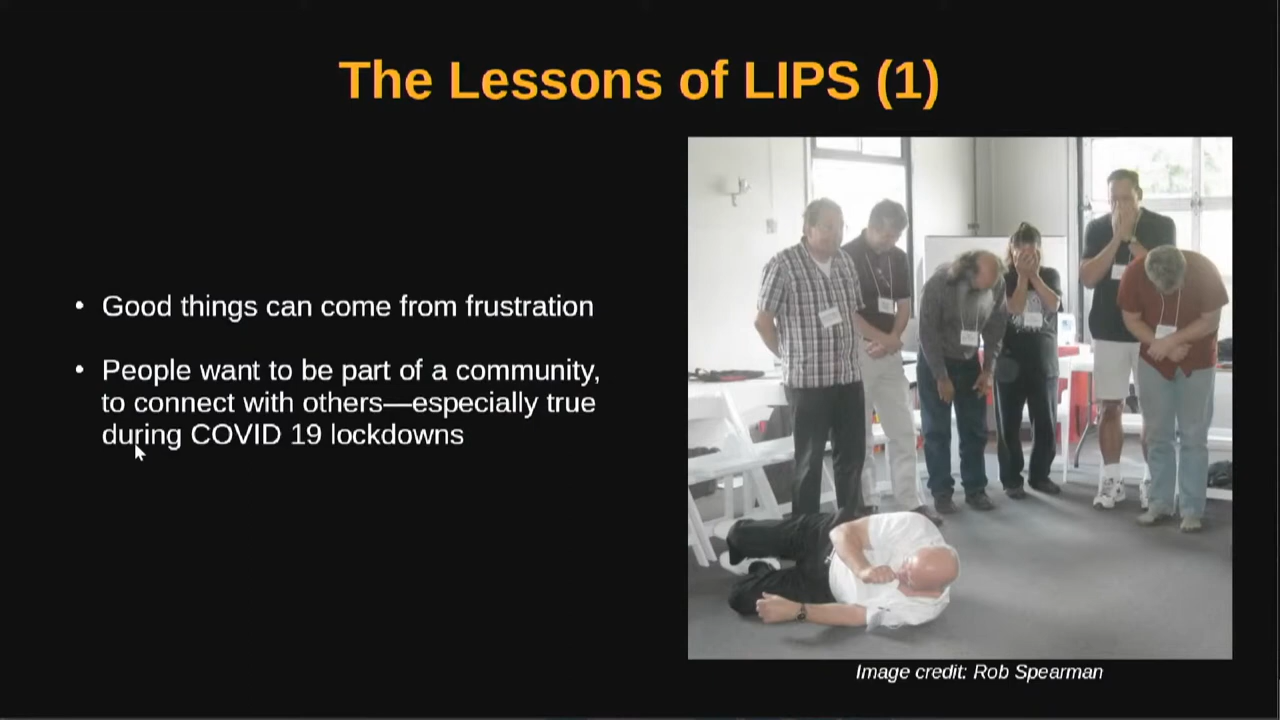 The Lessons of LIPS (1)
• Good things can come from frustration
• People want to be part of a community,
to connect with others—especially true
during COVID 19 lockdowns
Image credit: Rob Spearman